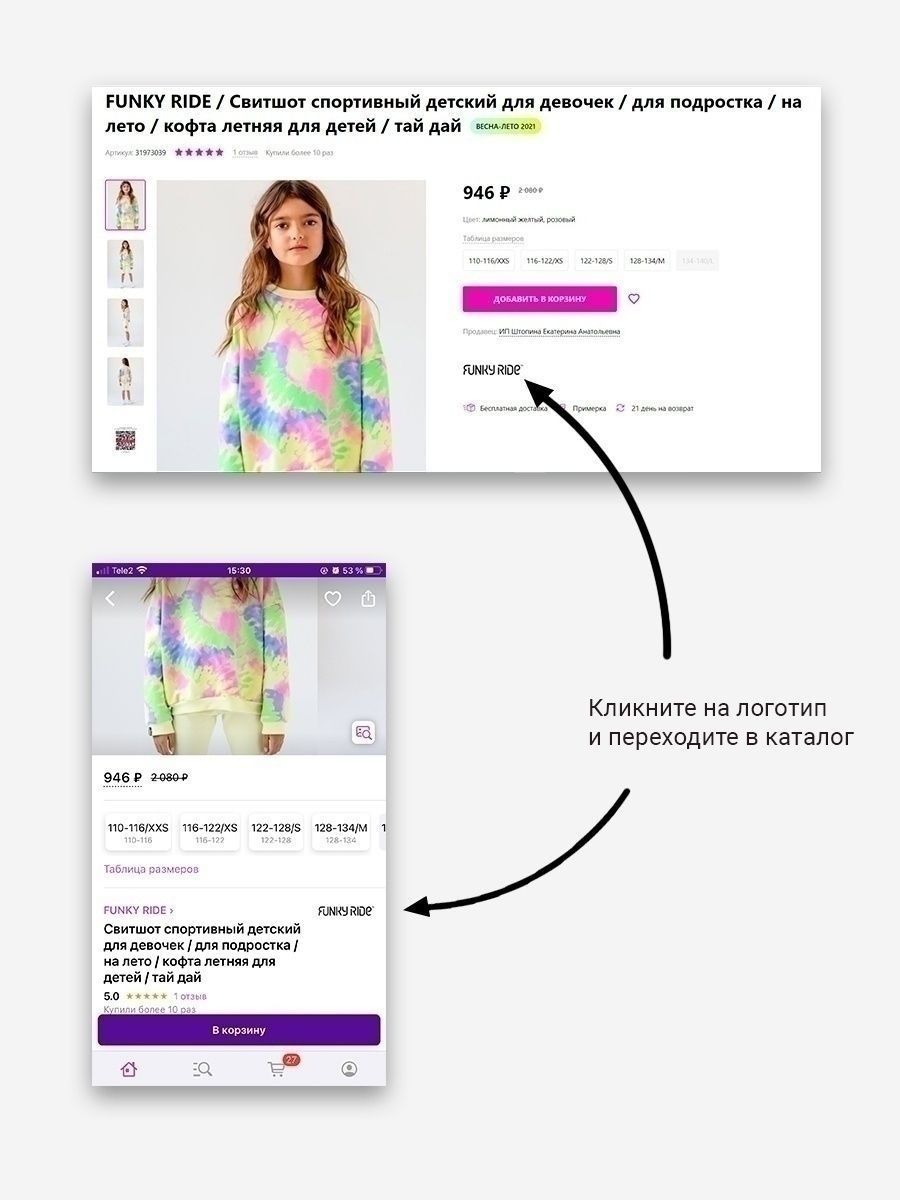 FUNKY RIDE / Свитшот спортивный детский для девочек / для подростка / на
лето / кофта летняя для детей / тай дай ВЕСНА-ЛЕТО 2021
Артикул: 31973039 1 отзыв Купили более 10 раз
946 ₽ 2 080 ₽
Цвет: лимонный желтый, розовый
Таблица размеров
110-116/XXS 116-122/XS 122-128/S 128-134/M 134-140/L
ДОБАВИТЬ В КОРЗИНУ
Продавец: ИП Штопина Екатерина Анатольевна
FUNKY RIDE
Бесплатная доставка Примерка 21 день на возврат
Tele2 15:30 53 %
946 ₽ 2 080 ₽
110-116/XXS 116-122/XS 122-128/S 128-134/M 1
110-116 116-122 122-128 128-134
Таблица размеров
FUNKY RIDE › FUNKY RIDE
Свитшот спортивный детский
для девочек / для подростка /
на лето / кофта летняя для
детей / тай дай
5.0 1 отзыв
Купили более 10 раз
В корзину
27
Кликните на логотип
и переходите в каталог